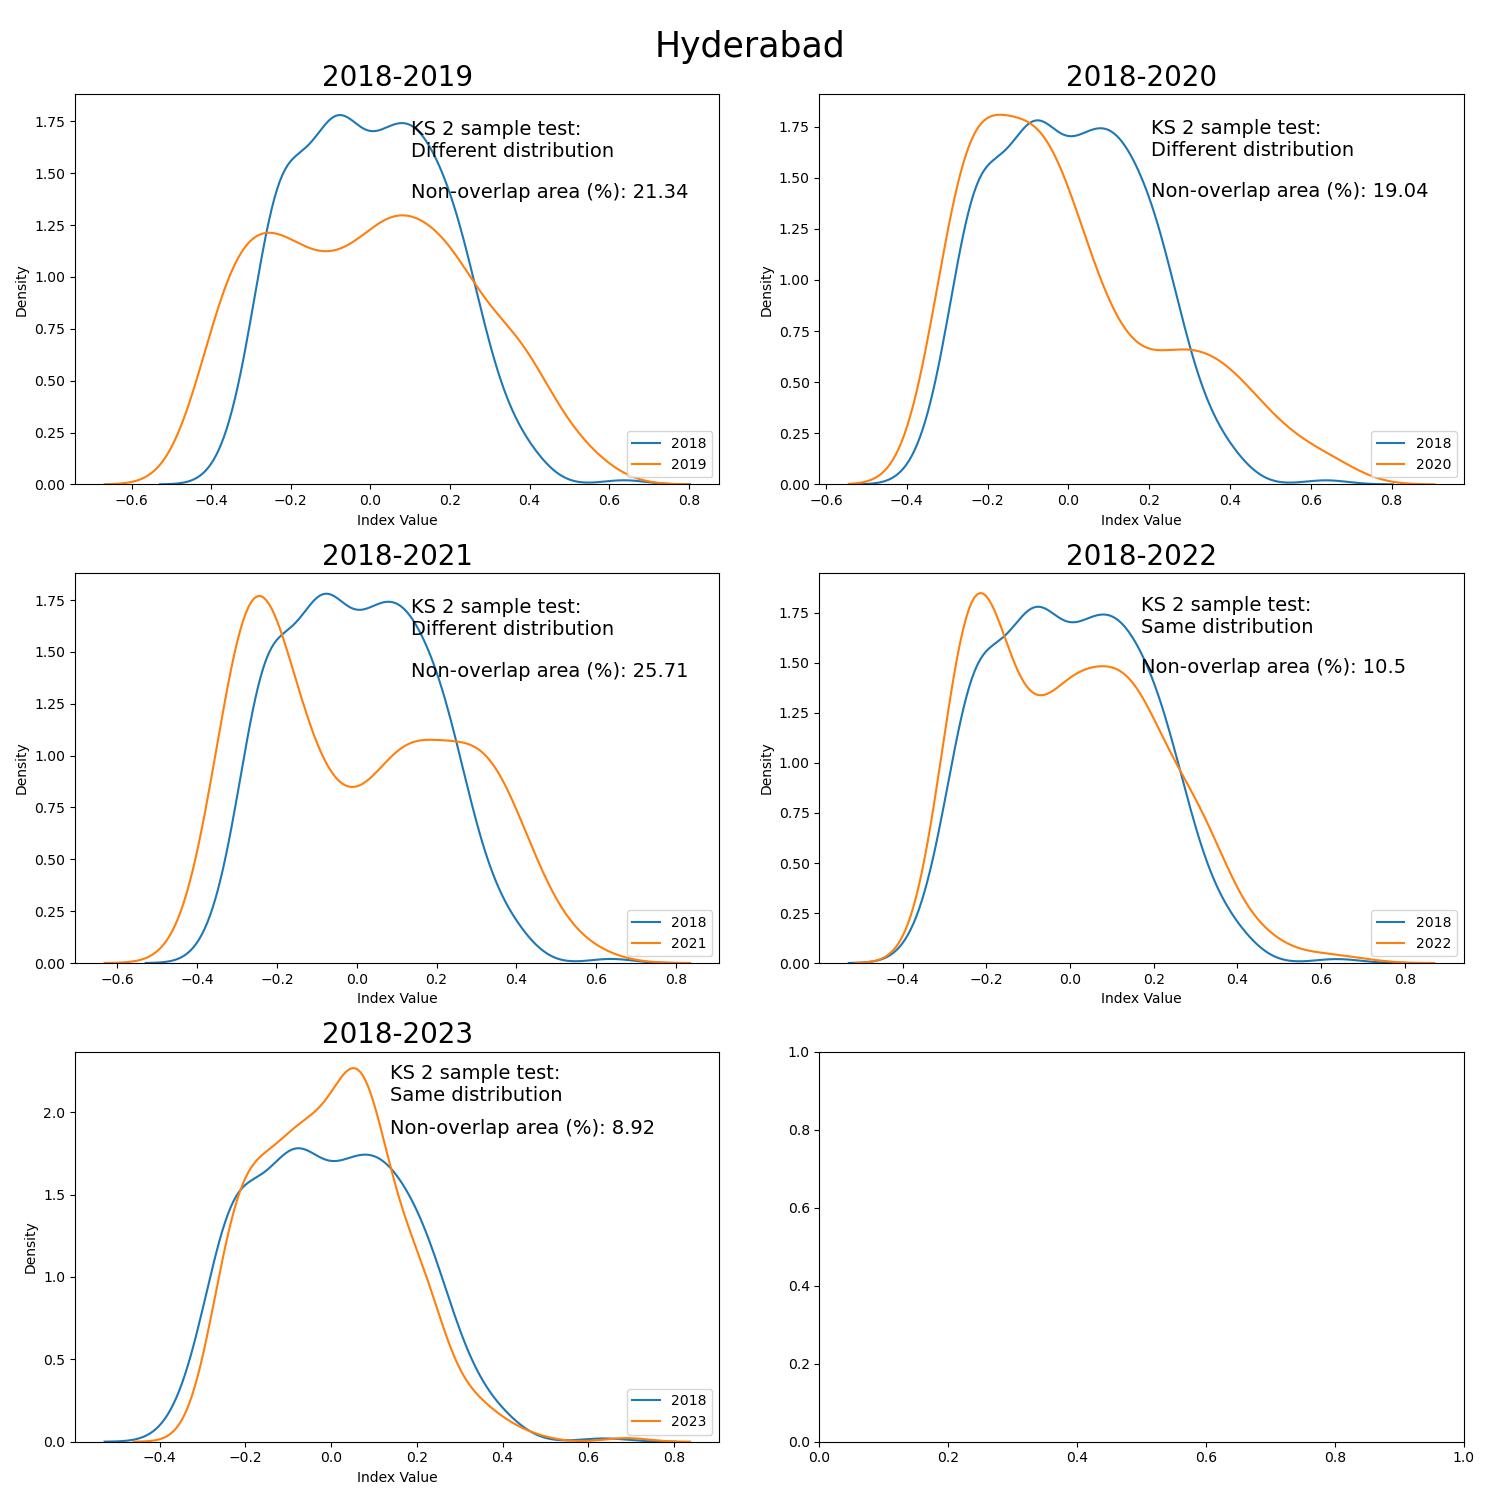 Hyderabad
2018-2019
KS 2 sample test:
Different distribution
Non-overlap area (%): 21.34
1.75
1.50
1.25
1.00
0.75
0.50
0.25
0.00
Density
2018
2019
−0.6 −0.4 −0.2 0.0 0.2 0.4 0.6 0.8
Index Value
2018-2020
KS 2 sample test:
Different distribution
Non-overlap area (%): 19.04
1.75
1.50
1.25
1.00
0.75
0.50
0.25
0.00
Density
2018
2020
−0.6 −0.4 −0.2 0.0 0.2 0.4 0.6 0.8
Index Value
2018-2021
KS 2 sample test:
Different distribution
Non-overlap area (%): 25.71
1.75
1.50
1.25
1.00
0.75
0.50
0.25
0.00
Density
2018
2021
−0.6 −0.4 −0.2 0.0 0.2 0.4 0.6 0.8
Index Value
2018-2022
KS 2 sample test:
Same distribution
Non-overlap area (%): 10.5
1.75
1.50
1.25
1.00
0.75
0.50
0.25
0.00
Density
2018
2022
−0.4 −0.2 0.0 0.2 0.4 0.6 0.8
Index Value
2018-2023
KS 2 sample test:
Same distribution
Non-overlap area (%): 8.92
2.0
1.5
1.0
0.5
0.0
Density
2018
2023
−0.4 −0.2 0.0 0.2 0.4 0.6 0.8
Index Value
1.0
0.8
0.6
0.4
0.2
0.0
0.0 0.2 0.4 0.6 0.8 1.0